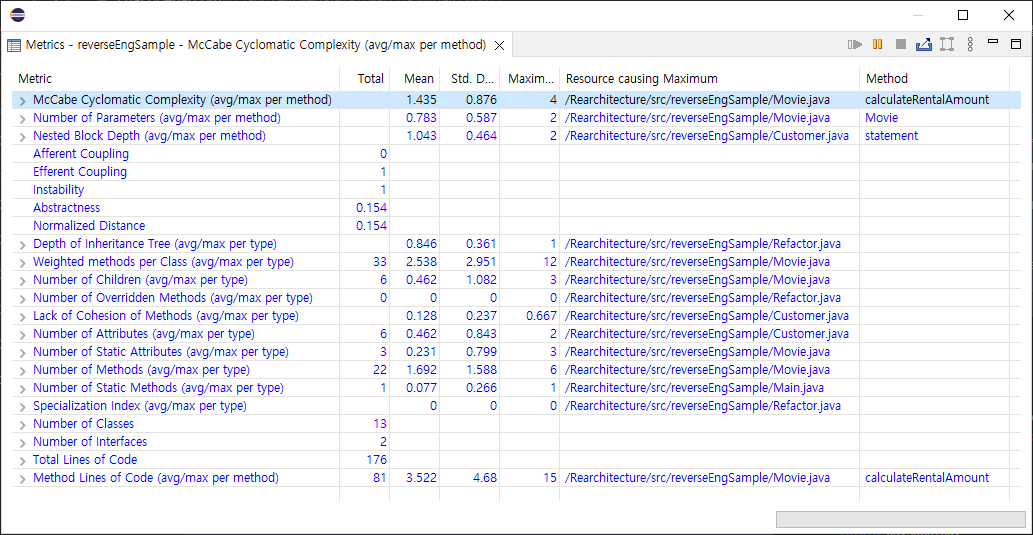 Metrics - reverseEngSample - McCabe Cyclomatic Complexity (avg/max per method)
Metric Total Mean Std. D... Maxim... Resource causing Maximum Method
McCabe Cyclomatic Complexity (avg/max per method) 1.435 0.876 4 /Rearchitecture/src/reverseEngSample/Movie.java calculateRentalAmount
Number of Parameters (avg/max per method) 0.783 0.587 2 /Rearchitecture/src/reverseEngSample/Movie.java Movie
Nested Block Depth (avg/max per method) 1.043 0.464 2 /Rearchitecture/src/reverseEngSample/Customer.java statement
Afferent Coupling 0
Efferent Coupling 1
Instability 1
Abstractness 0.154
Normalized Distance 0.154
Depth of Inheritance Tree (avg/max per type) 0.846 0.361 1 /Rearchitecture/src/reverseEngSample/Refactor.java
Weighted methods per Class (avg/max per type) 33 2.538 2.951 12 /Rearchitecture/src/reverseEngSample/Movie.java
Number of Children (avg/max per type) 6 0.462 1.082 3 /Rearchitecture/src/reverseEngSample/Movie.java
Number of Overridden Methods (avg/max per type) 0 0 0 0 /Rearchitecture/src/reverseEngSample/Refactor.java
Lack of Cohesion of Methods (avg/max per type) 0.128 0.237 0.667 /Rearchitecture/src/reverseEngSample/Customer.java
Number of Attributes (avg/max per type) 6 0.462 0.843 2 /Rearchitecture/src/reverseEngSample/Customer.java
Number of Static Attributes (avg/max per type) 3 0.231 0.799 3 /Rearchitecture/src/reverseEngSample/Movie.java
Number of Methods (avg/max per type) 22 1.692 1.588 6 /Rearchitecture/src/reverseEngSample/Movie.java
Number of Static Methods (avg/max per type) 1 0.077 0.266 1 /Rearchitecture/src/reverseEngSample/Main.java
Specialization Index (avg/max per type) 0 0 0 /Rearchitecture/src/reverseEngSample/Refactor.java
Number of Classes 13
Number of Interfaces 2
Total Lines of Code 176
Method Lines of Code (avg/max per method) 81 3.522 4.68 15 /Rearchitecture/src/reverseEngSample/Movie.java calculateRentalAmount